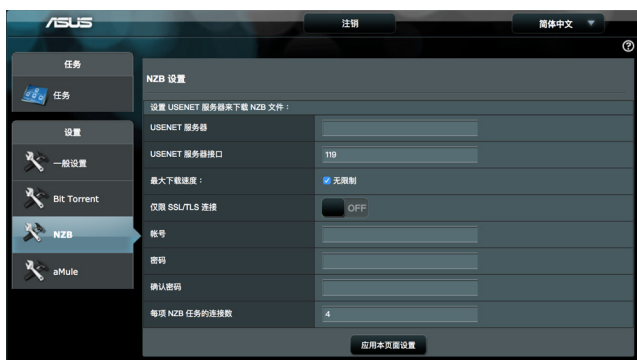 ASUS
注销
简体中文
任务
任务
设置
一般设置
Bit Torrent
NZB
aMule
NZB 设置
设置 USENET 服务器来下载 NZB 文件：
USENET 服务器
USENET 服务器接口
119
最大下载速度：
无限制
仅限 SSL/TLS 连接
OFF
帐号
密码
确认密码
每项 NZB 任务的连接数
4
应用本页面设置